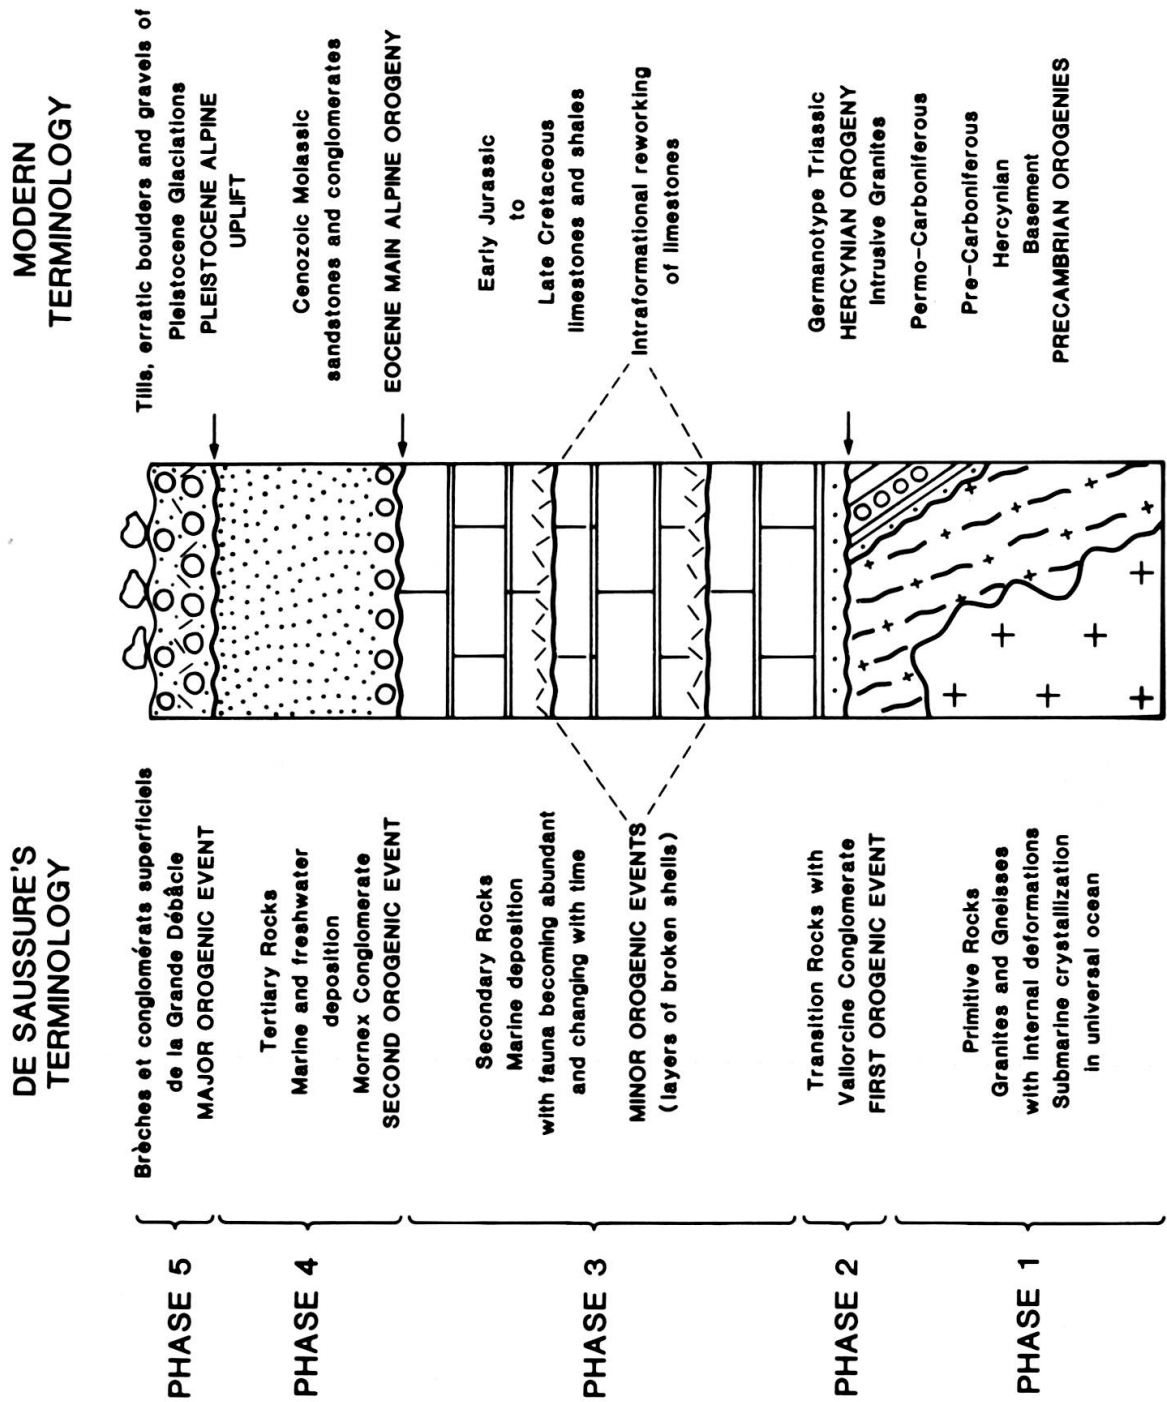 DE SAUSSURE'S
TERMINOLOGY
MODERN
TERMINOLOGY
PHASE 5
Brèches et conglomérats superficiels
de la Grande Débâcle
MAJOR OROGENIC EVENT
Tills, erratic boulders and gravels of
Pleistocene Glaciations
PLEISTOCENE ALPINE
UPLIFT
PHASE 4
Tertiary Rocks
Marine and freshwater
deposition
Mornex Conglomerate
SECOND OROGENIC EVENT
Cenozoic Molassic
sandstones and conglomerates
EOCENE MAIN ALPINE OROGENY
PHASE 3
Secondary Rocks
Marine deposition
with fauna becoming abundant
and changing with time
MINOR OROGENIC EVENTS
(layers of broken shells)
Early Jurassic
to
Late Cretaceous
limestones and shales
Intraformational reworking
of limestones
PHASE 2
Transition Rocks with
Vallorcine Conglomerate
FIRST OROGENIC EVENT
Germanotype Triassic
HERCYNIAN OROGENY
Intrusive Granites
Permo-Carboniferous
PHASE 1
Primitive Rocks
Granites and Gneisses
with internal deformations
Submarine crystallization
in universal ocean
Pre-Carboniferous
Hercynian
Basement
PRECAMBRIAN OROGENIES